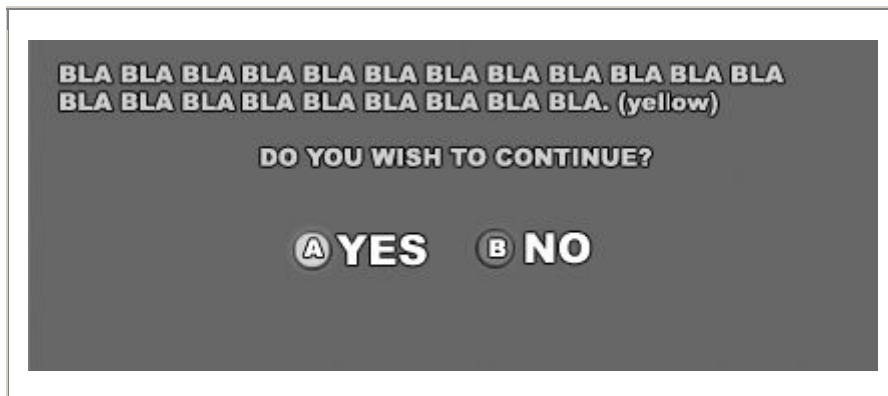 BLA BLA BLA BLA BLA BLA BLA BLA BLA BLA BLA BLA
BLA BLA BLA BLA BLA BLA BLA BLA BLA. (yellow)
DO YOU WISH TO CONTINUE?
A YES B NO